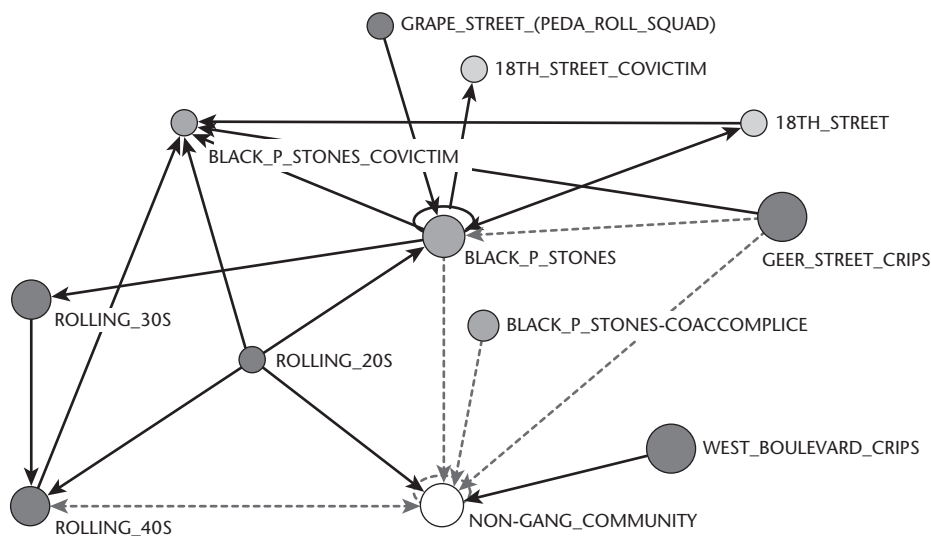 GRAPE_STREET_(PEDA_ROLL_SQUAD)
18TH_STREET_COVICTIM
18TH_STREET
BLACK_P_STONES_COVICTIM
BLACK_P_STONES
GEER_STREET_CRIPS
ROLLING_30S
BLACK_P_STONES-COACCOMPLICE
ROLLING_20S
WEST_BOULEVARD_CRIPS
NON-GANG_COMMUNITY
ROLLING_40S